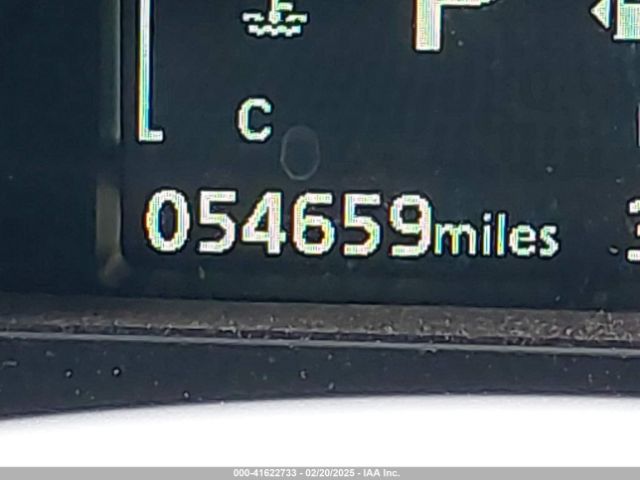 P
C
054659miles
000-41622733 - 02/20/2025 - IAA Inc.